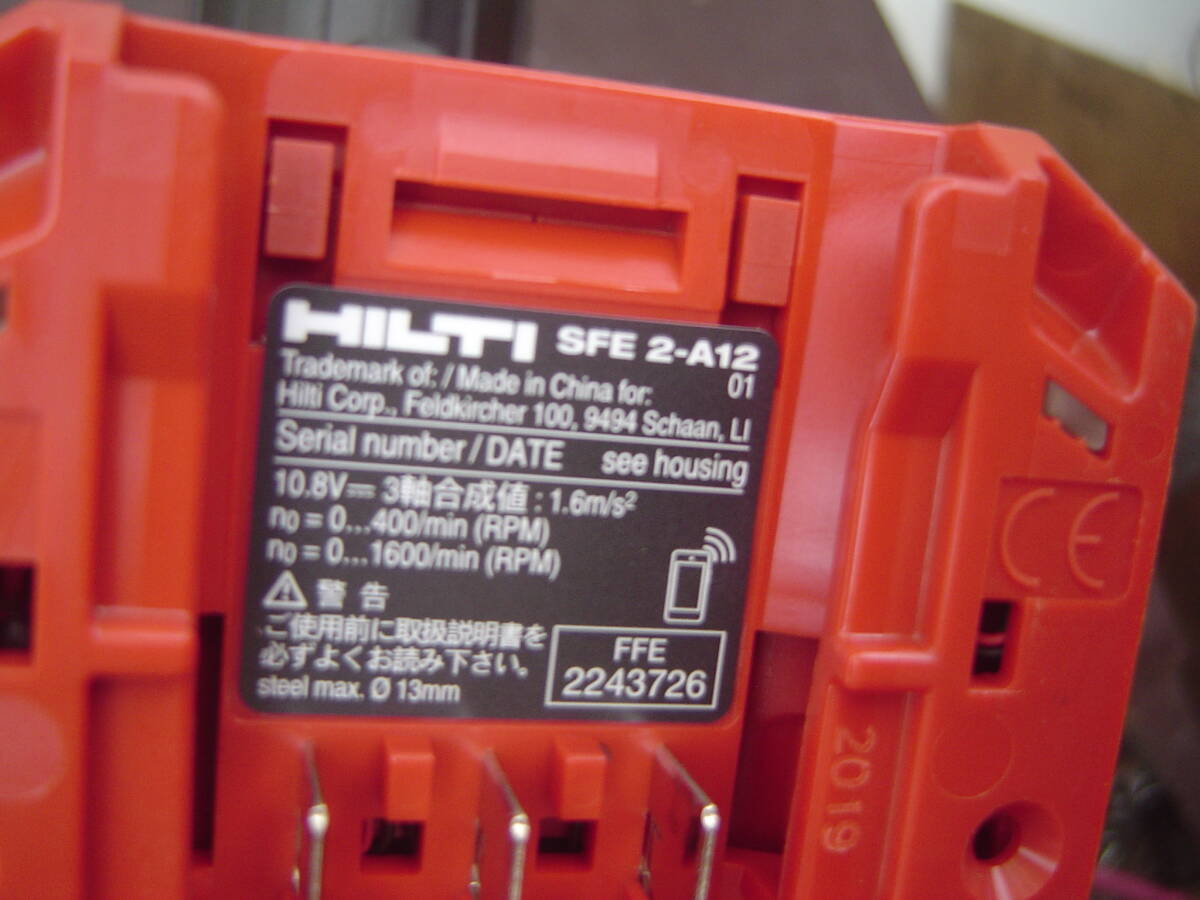 HILTI SFE 2-A12
01
Trademark of: / Made in China for:
Hilti Corp., Feldkircher 100, 9494 Schaan, LI
Serial number / DATE see housing
10.8V⎓ 3軸合成値 : 1.6m/s²
n₀ = 0...400/min (RPM)
n₀ = 0...1600/min (RPM)
⚠ 警告
ご使用前に取扱説明書を
必ずよくお読み下さい。
steel max. Ø 13mm
FFE
2243726
CE
2019